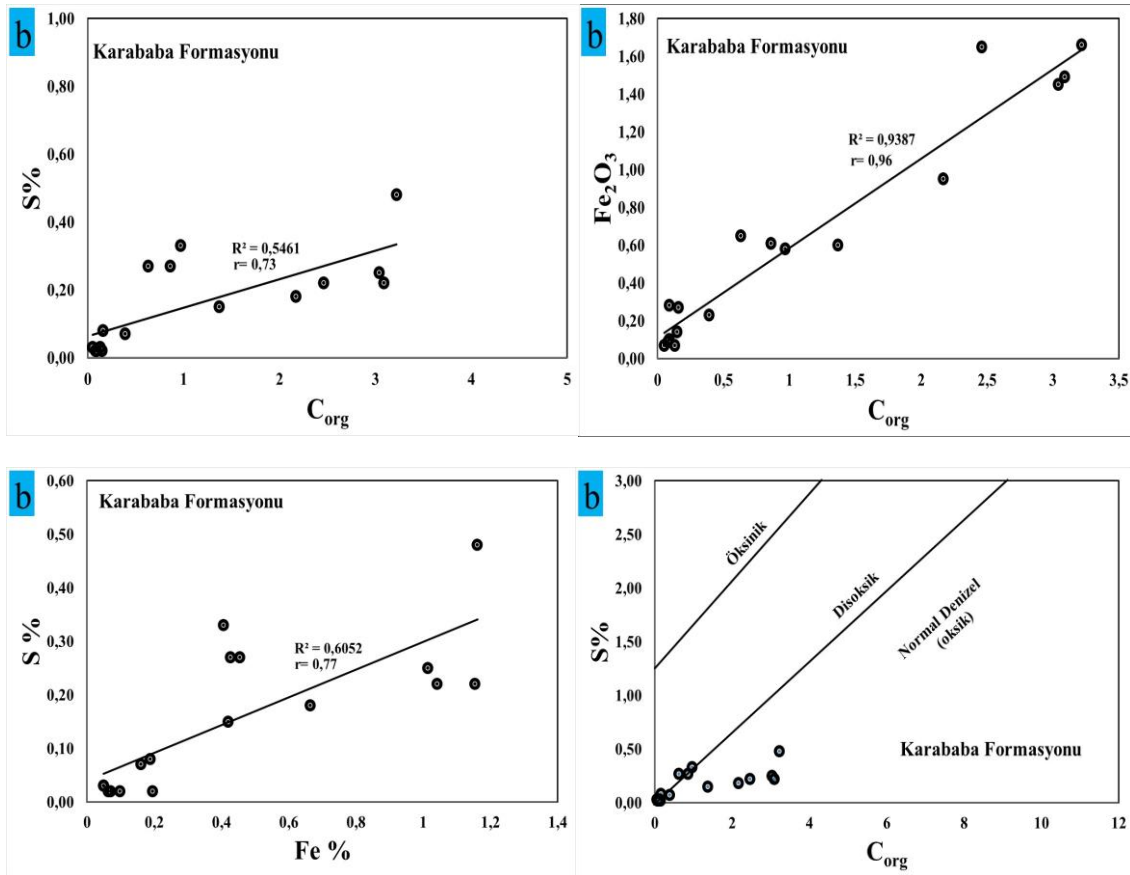 b
Karababa Formasyonu
1,00
0,80
0,60
0,40
0,20
0,00
S%
R² = 0,5461
r= 0,73
0
1
2
3
4
5
C_org
b
Karababa Formasyonu
1,80
1,60
1,40
1,20
1,00
0,80
0,60
0,40
0,20
0,00
Fe₂O₃
R² = 0,9387
r= 0,96
0
0,5
1
1,5
2
2,5
3
3,5
C_org
b
Karababa Formasyonu
0,60
0,50
0,40
0,30
0,20
0,10
0,00
S %
R² = 0,6052
r= 0,77
0
0,2
0,4
0,6
0,8
1
1,2
1,4
Fe %
b
3,00
2,50
2,00
1,50
1,00
0,50
0,00
S%
Öksinik
Disoksik
Normal Denizel
(oksik)
Karababa Formasyonu
0
2
4
6
8
10
12
C_org